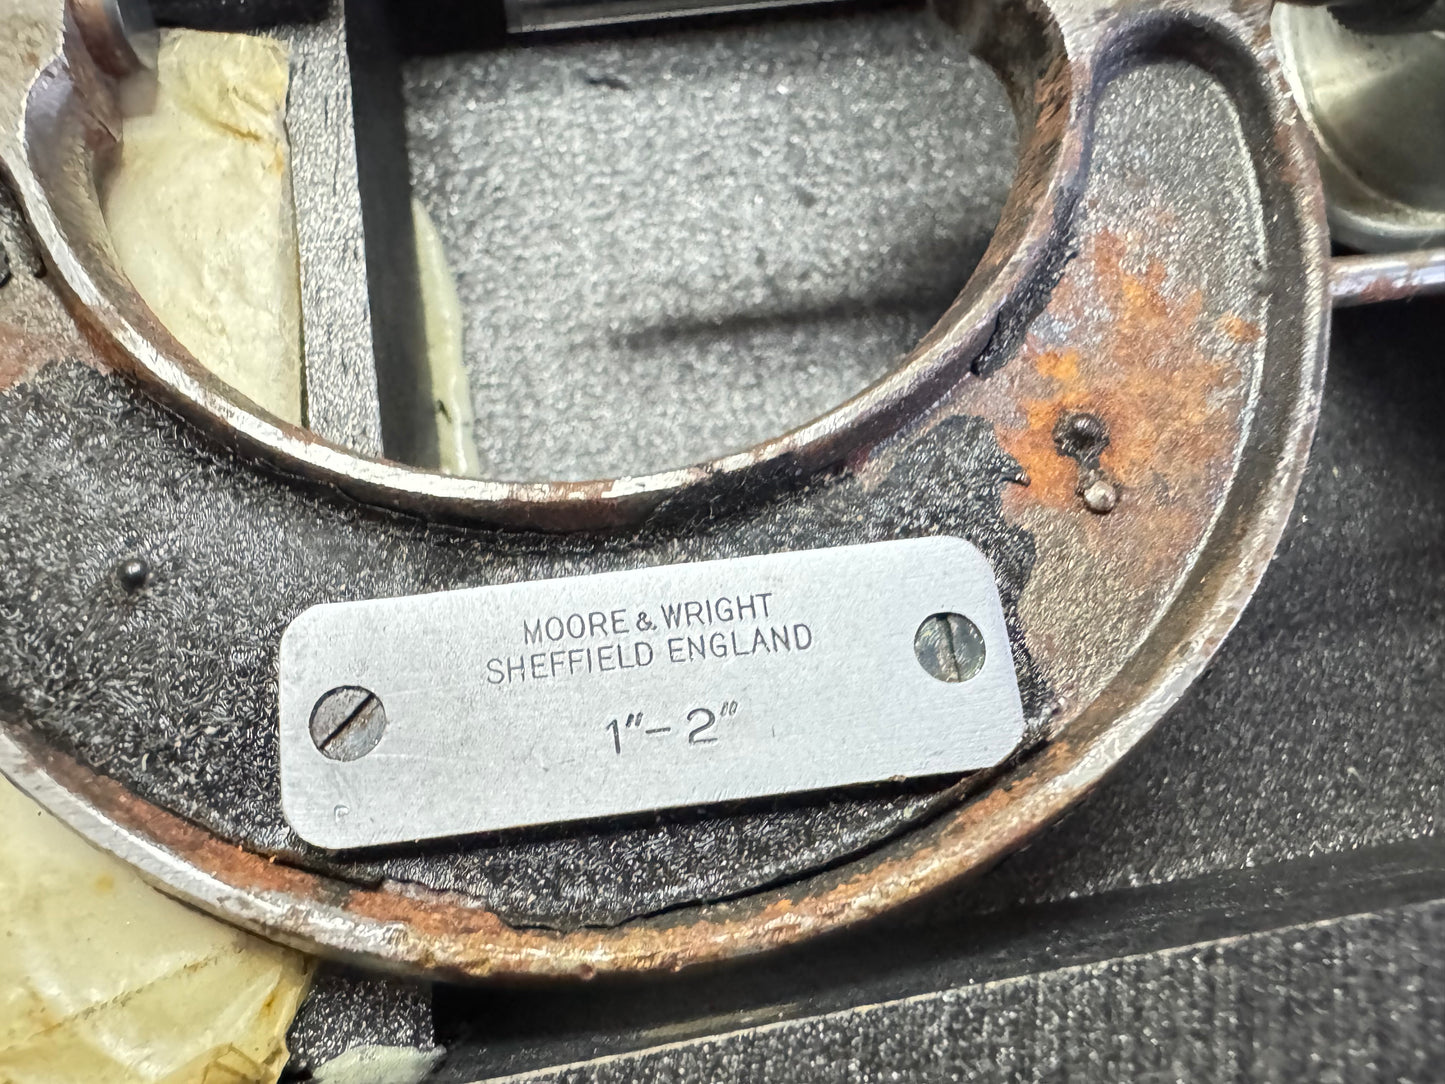 MOORE & WRIGHT
SHEFFIELD ENGLAND
1"–2"